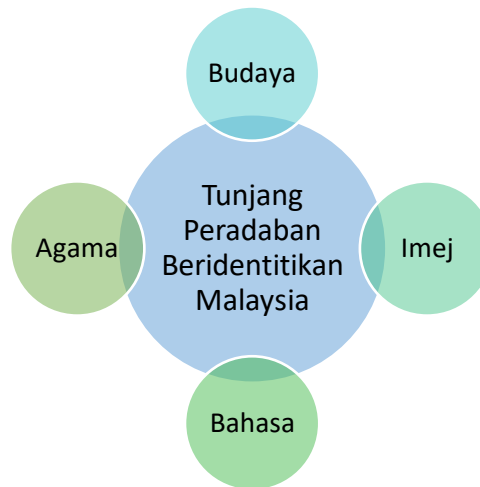 Budaya
Tunjang
Peradaban
Beridentitikan
Malaysia
Agama
Imej
Bahasa